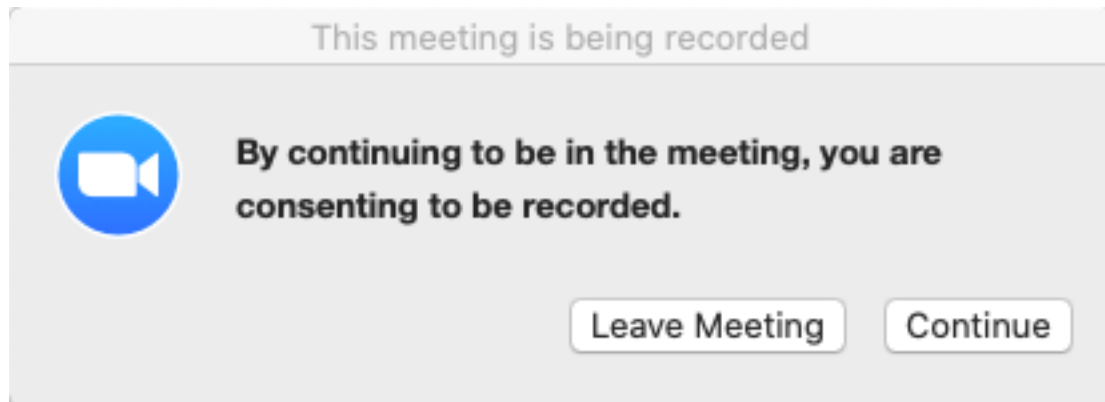 This meeting is being recorded
By continuing to be in the meeting, you are
consenting to be recorded.
Leave Meeting
Continue